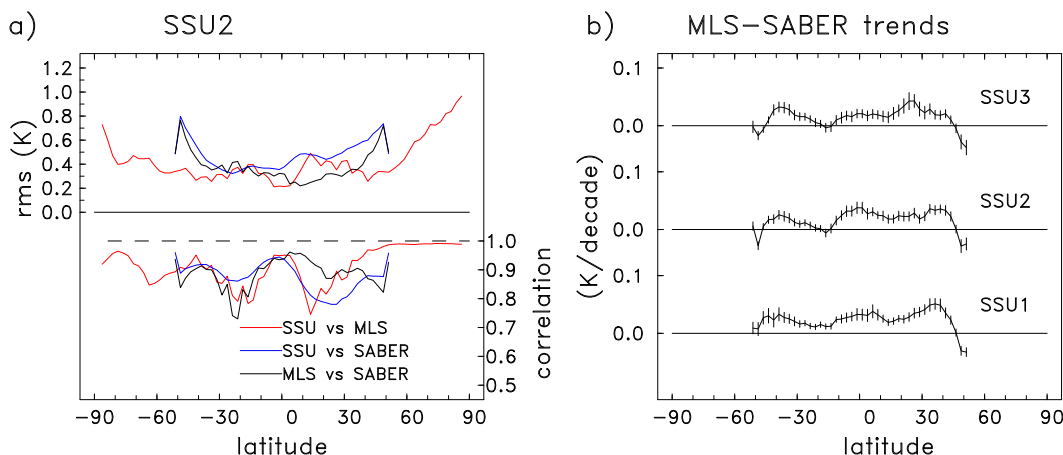 a) SSU2
1.2
1.0
0.8
0.6
0.4
0.2
0.0
rms (K)
1.0
0.9
0.8
0.7
0.6
0.5
correlation
SSU vs MLS
SSU vs SABER
MLS vs SABER
−90 −60 −30 0 30 60 90
latitude
b) MLS−SABER trends
0.1
0.0
0.1
0.0
0.1
0.0
(K/decade)
SSU3
SSU2
SSU1
−90 −60 −30 0 30 60 90
latitude